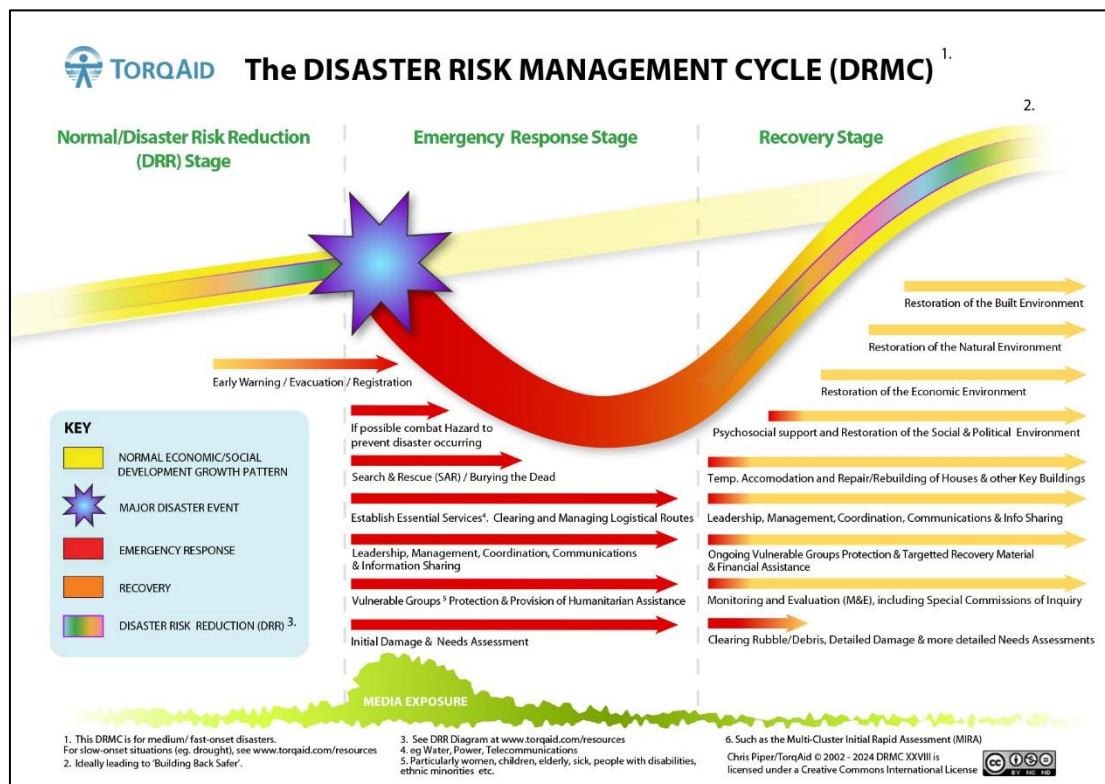 TORQAID The DISASTER RISK MANAGEMENT CYCLE (DRMC) 1.
2.
Normal/Disaster Risk Reduction
(DRR) Stage
Emergency Response Stage
Recovery Stage
Restoration of the Built Environment
Restoration of the Natural Environment
Early Warning / Evacuation / Registration
Restoration of the Economic Environment
If possible combat Hazard to
prevent disaster occurring
Psychosocial support and Restoration of the Social & Political Environment
Search & Rescue (SAR) / Burying the Dead
Temp. Accomodation and Repair/Rebuilding of Houses & other Key Buildings
Establish Essential Services⁴. Clearing and Managing Logistical Routes
Leadership, Management, Coordination, Communications & Info Sharing
Leadership, Management, Coordination, Communications
& Information Sharing
Ongoing Vulnerable Groups Protection & Targetted Recovery Material
& Financial Assistance
Vulnerable Groups ⁵ Protection & Provision of Humanitarian Assistance
Monitoring and Evaluation (M&E), including Special Commissions of Inquiry
Initial Damage & Needs Assessment
Clearing Rubble/Debris, Detailed Damage & more detailed Needs Assessments
KEY
NORMAL ECONOMIC/SOCIAL
DEVELOPMENT GROWTH PATTERN
MAJOR DISASTER EVENT
EMERGENCY RESPONSE
RECOVERY
DISASTER RISK REDUCTION (DRR) 3.
MEDIA EXPOSURE
1. This DRMC is for medium/ fast-onset disasters.
For slow-onset situations (eg. drought), see www.torqaid.com/resources
2. Ideally leading to 'Building Back Safer'.
3. See DRR Diagram at www.torqaid.com/resources
4. eg Water, Power, Telecommunications
5. Particularly women, children, elderly, sick, people with disabilities,
ethnic minorities etc.
6. Such as the Multi-Cluster Initial Rapid Assessment (MIRA)
Chris Piper/TorqAid © 2002 - 2024 DRMC XXVIII is
licensed under a Creative Commons International License
CC BY NC ND